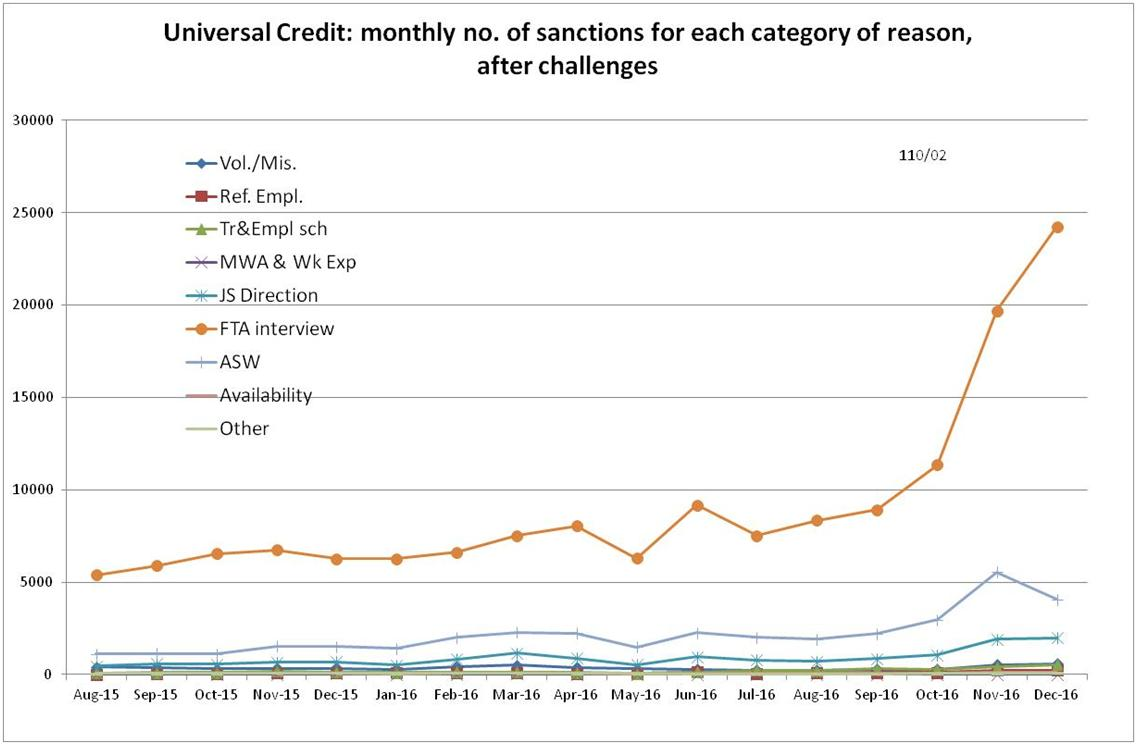 Universal Credit: monthly no. of sanctions for each category of reason,
after challenges
30000
25000
20000
15000
10000
5000
0
110/02
Vol./Mis.
Ref. Empl.
Tr&Empl sch
MWA & Wk Exp
JS Direction
FTA interview
ASW
Availability
Other
Aug-15 Sep-15 Oct-15 Nov-15 Dec-15 Jan-16 Feb-16 Mar-16 Apr-16 May-16 Jun-16 Jul-16 Aug-16 Sep-16 Oct-16 Nov-16 Dec-16